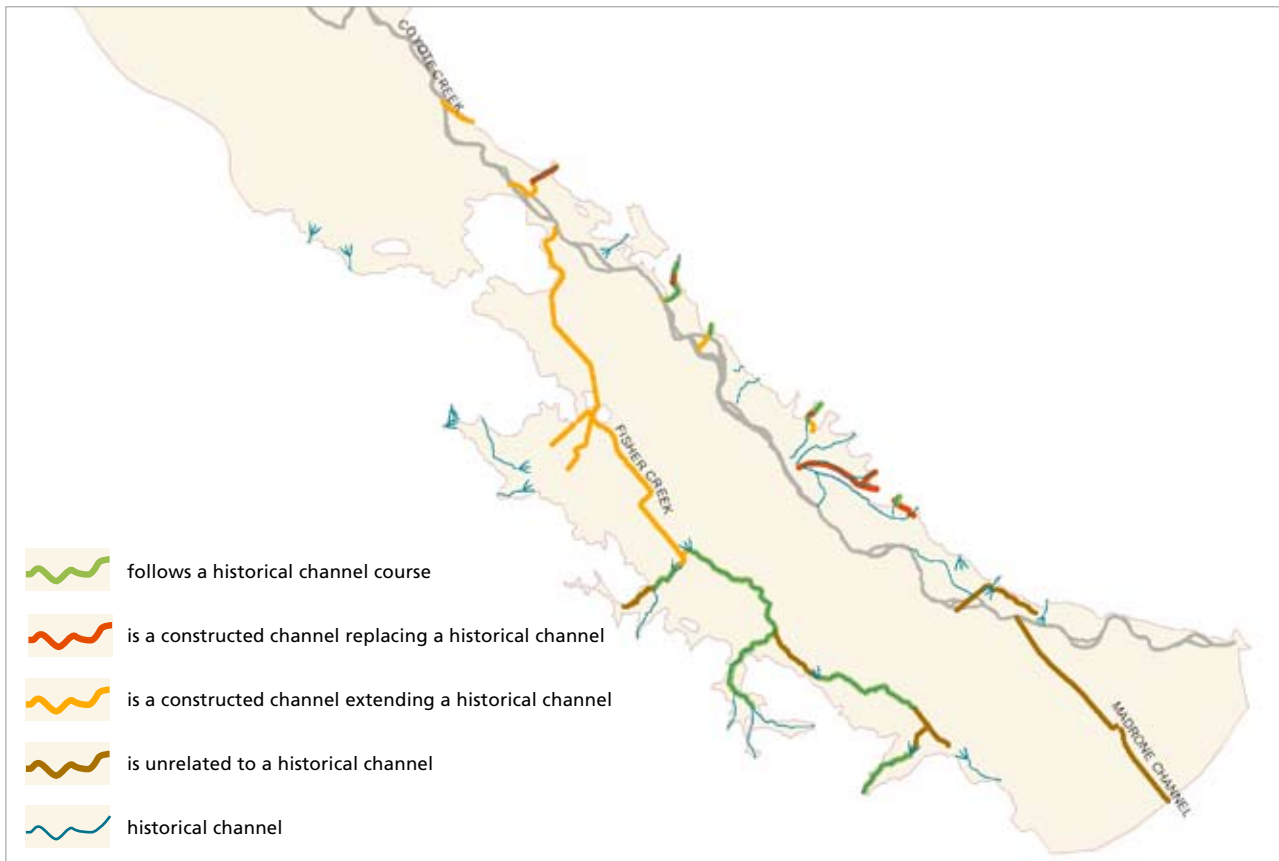 COYOTE CREEK
FISHER CREEK
MADRONE CHANNEL
follows a historical channel course
is a constructed channel replacing a historical channel
is a constructed channel extending a historical channel
is unrelated to a historical channel
historical channel